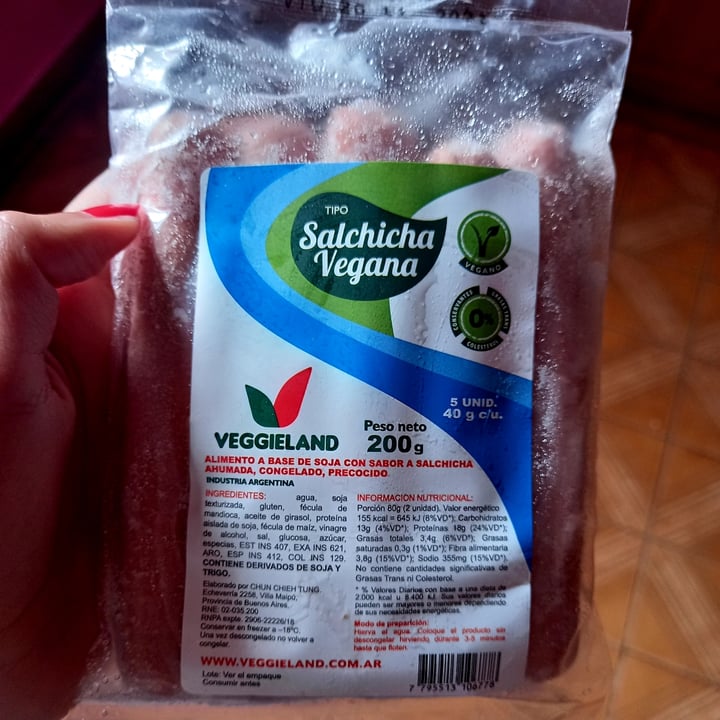 TIPO
Salchicha
Vegana
VEGANO
CONSERVANTES
GRASAS TRANS
0%
COLESTEROL
5 UNID.
40 g c/u.
VEGGIELAND
Peso neto
200g
ALIMENTO A BASE DE SOJA CON SABOR A SALCHICHA
AHUMADA, CONGELADO, PRECOCIDO.
INDUSTRIA ARGENTINA
INGREDIENTES: agua, soja
texturizada, gluten, fécula de
mandioca, aceite de girasol, proteína
aislada de soja, fécula de maíz, vinagre
de alcohol, sal, glucosa, azúcar,
especias, EST INS 407, EXA INS 621,
ARO, ESP INS 412, COL INS 129.
CONTIENE DERIVADOS DE SOJA Y
TRIGO.
Elaborado por CHUN CHIEH TUNG.
Echeverría 2258, Villa Maipú,
Provincia de Buenos Aires.
RNE: 02-035.200
RNPA expte. 2906-22226/18
Conservar en freezer a –18ºC.
Una vez descongelado no volver a
congelar.
INFORMACIÓN NUTRICIONAL:
Porción 80g (2 unidad). Valor energético
155 kcal = 645 kJ (8%VD*); Carbohidratos
13g (4%VD*); Proteínas 18g (24%VD*);
Grasas totales 3,4g (6%VD*); Grasas
saturadas 0,3g (1%VD*); Fibra alimentaria
3,8g (15%VD*); Sodio 355mg (15%VD*).
No contiene cantidades significativas de
Grasas Trans ni Colesterol.
* % Valores Diarios con base a una dieta de
2.000 kcal u 8.400 kJ. Sus valores diarios
pueden ser mayores o menores dependiendo
de sus necesidades energéticas.
Modo de preparación:
Hierva el agua. Coloque el producto sin
descongelar hirviendo durante 3-5 minutos
hasta que floten.
WWW.VEGGIELAND.COM.AR
Lote: Ver el empaque
Consumir antes
7 795513 106778